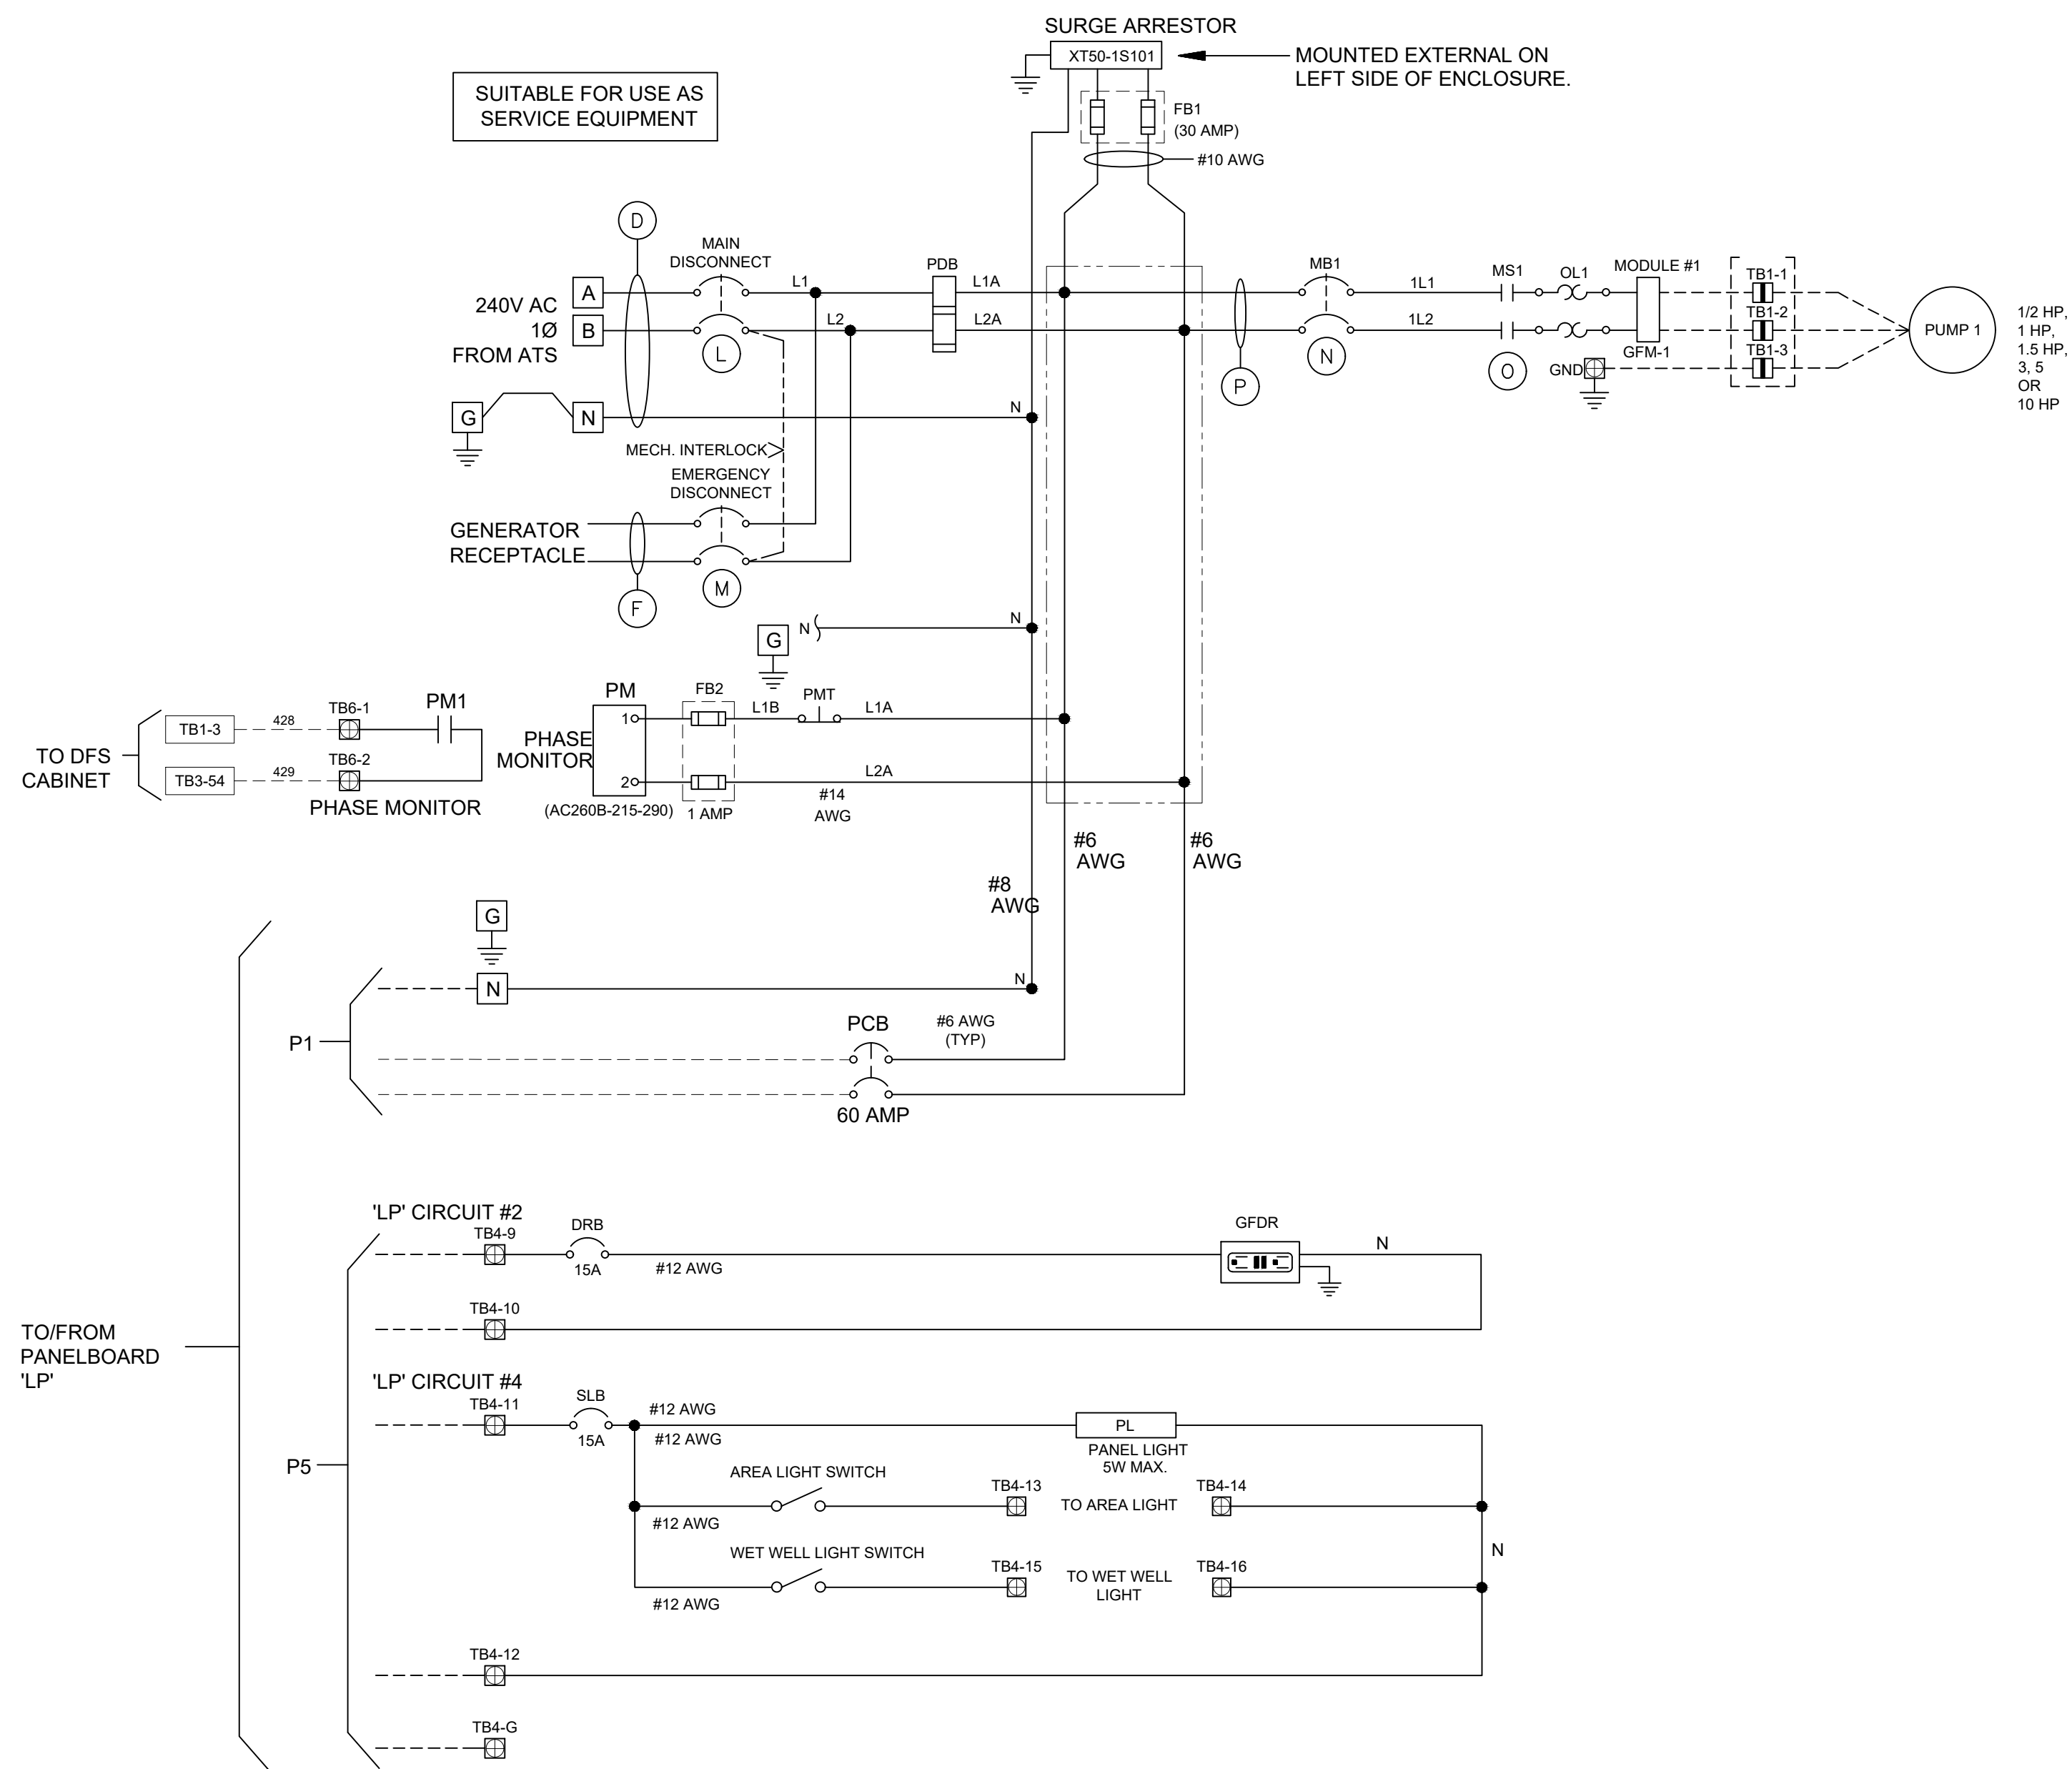 SURGE ARRESTOR
XT50-1S101
MOUNTED EXTERNAL ON
LEFT SIDE OF ENCLOSURE.
SUITABLE FOR USE AS
SERVICE EQUIPMENT
FB1
(30 AMP)
#10 AWG
D
MAIN
DISCONNECT
240V AC
1Ø
FROM ATS
A
B
L1
L2
L
PDB
L1A
L2A
P
MB1
N
1L1
1L2
MS1
O
OL1
MODULE #1
GFM-1
GND
TB1-1
TB1-2
TB1-3
PUMP 1
1/2 HP,
1 HP,
1.5 HP,
3, 5
OR
10 HP
G
N
N
MECH. INTERLOCK
EMERGENCY
DISCONNECT
GENERATOR
RECEPTACLE
F
M
G
N
N
TO DFS
CABINET
TB1-3
428
TB6-1
PM1
TB3-54
429
TB6-2
PHASE MONITOR
PM
PHASE
MONITOR
1
2
(AC260B-215-290)
FB2
1 AMP
L1B
PMT
L1A
L2A
#14
AWG
#6
AWG
#6
AWG
#8
AWG
G
N
N
P1
PCB
60 AMP
#6 AWG
(TYP)
TO/FROM
PANELBOARD
'LP'
P5
'LP' CIRCUIT #2
TB4-9
DRB
15A
#12 AWG
GFDR
N
TB4-10
'LP' CIRCUIT #4
TB4-11
SLB
15A
#12 AWG
#12 AWG
PL
PANEL LIGHT
5W MAX.
AREA LIGHT SWITCH
#12 AWG
TB4-13
TO AREA LIGHT
TB4-14
N
WET WELL LIGHT SWITCH
#12 AWG
TB4-15
TO WET WELL
LIGHT
TB4-16
TB4-12
TB4-G